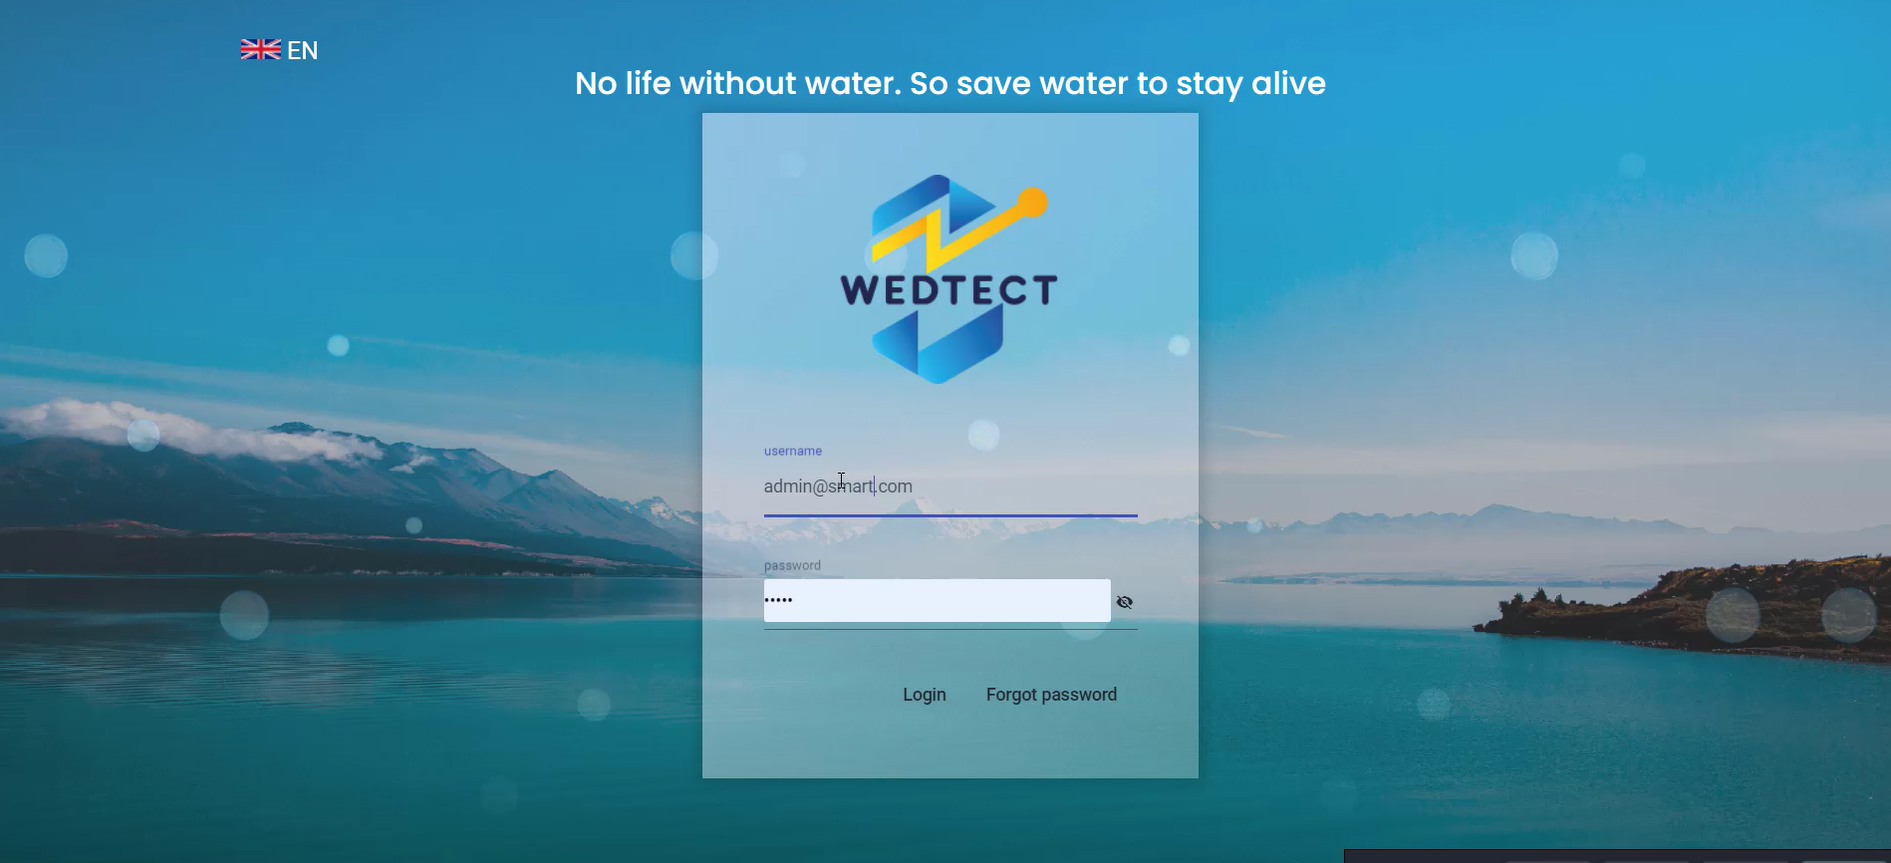 EN
No life without water. So save water to stay alive
WEDTECT
username
admin@smart.com
password
•••••
Login Forgot password